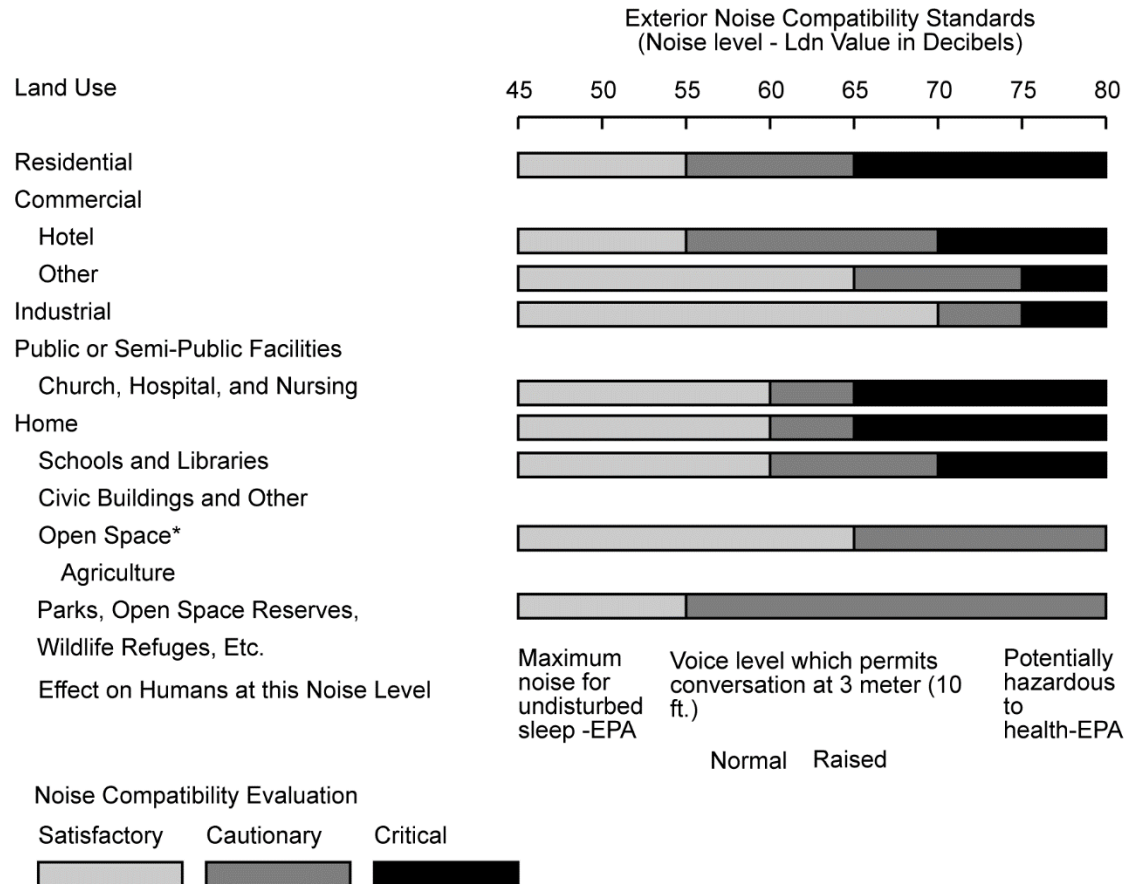 Exterior Noise Compatibility Standards
(Noise level - Ldn Value in Decibels)
Land Use 45 50 55 60 65 70 75 80
Residential
Commercial
Hotel
Other
Industrial
Public or Semi-Public Facilities
Church, Hospital, and Nursing
Home
Schools and Libraries
Civic Buildings and Other
Open Space*
Agriculture
Parks, Open Space Reserves,
Wildlife Refuges, Etc.
Effect on Humans at this Noise Level
Maximum
noise for
undisturbed
sleep -EPA
Voice level which permits
conversation at 3 meter (10
ft.)
Normal Raised
Potentially
hazardous
to
health-EPA
Noise Compatibility Evaluation
Satisfactory Cautionary Critical